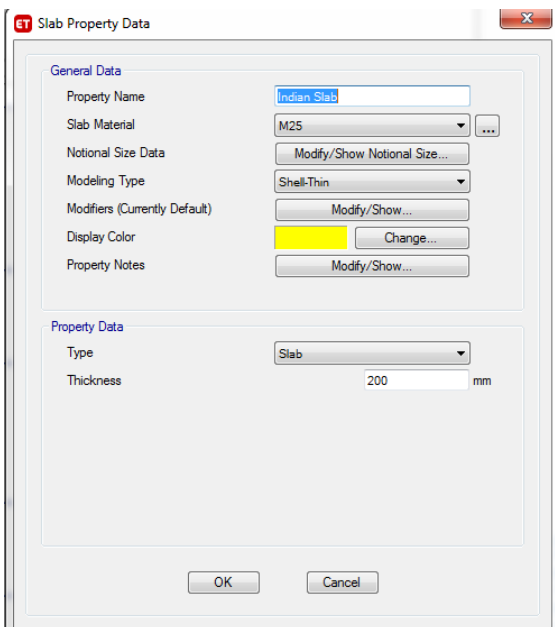 ET Slab Property Data
General Data
Property Name Indian Slab
Slab Material M25 ...
Notional Size Data Modify/Show Notional Size...
Modeling Type Shell-Thin
Modifiers (Currently Default) Modify/Show...
Display Color Change...
Property Notes Modify/Show...
Property Data
Type Slab
Thickness 200 mm
OK Cancel